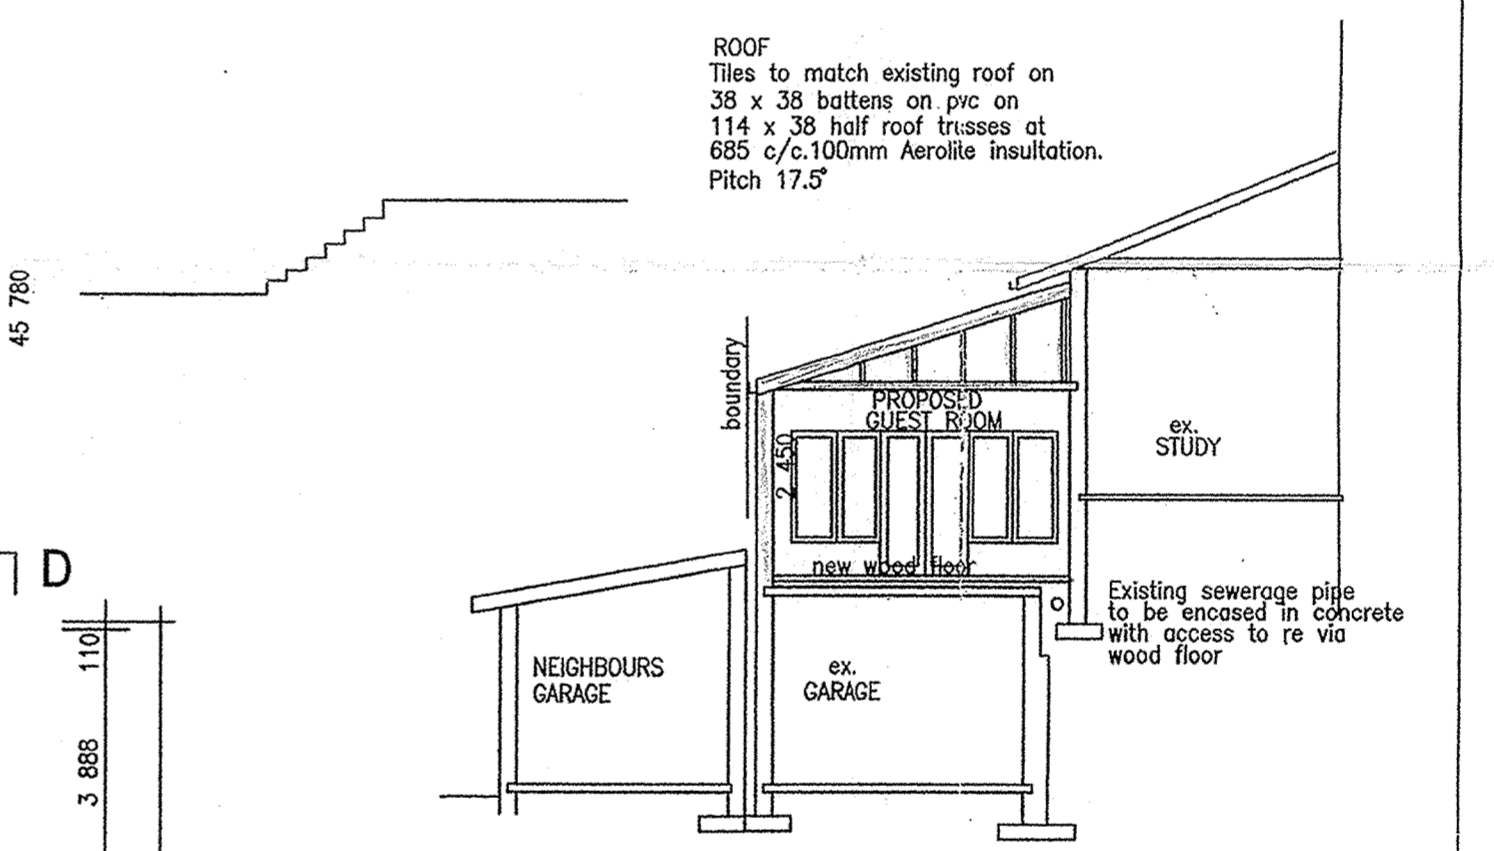 ROOF
Tiles to match existing roof on
38 x 38 battens on pvc on
114 x 38 half roof trusses at
685 c/c.100mm Aerolite insultation.
Pitch 17.5°
45 780
boundary
PROPOSED
GUEST ROOM
2 450
new wood floor
ex.
STUDY
D
Existing sewerage pipe
to be encased in concrete
with access to re via
wood floor
110
3 888
NEIGHBOURS
GARAGE
ex.
GARAGE